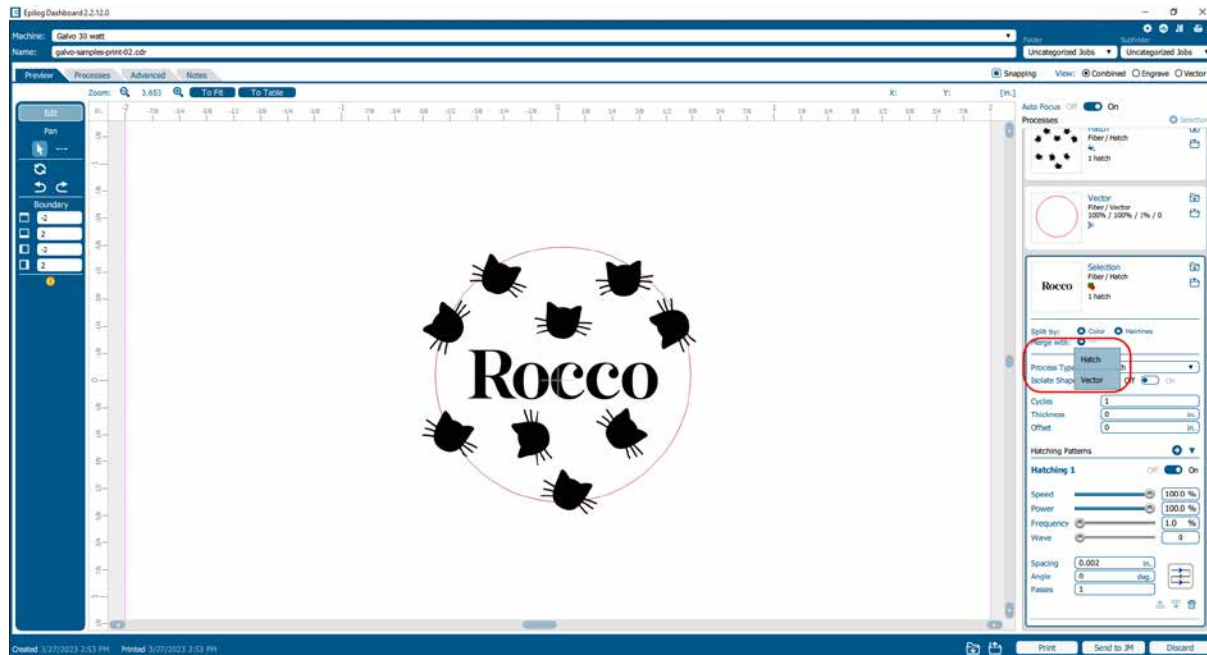 Epilog Dashboard 2.2.12.0
Machine: Galvo 30 watt
Name: galvo-samples-print-02.cdr
Folder Subfolder
Uncategorized Jobs Uncategorized Jobs
Preview Processes Advanced Notes
Snapping View: Combined Engrave Vector
Zoom: 3.653 To Fit To Table X: Y: [in.]
Edit
Pan
Boundary
-2
2
-2
2
Rocco
Auto Focus Off On
Processes Selection
Hatch
Fiber / Hatch
1 hatch
Vector
Fiber / Vector
100% / 100% / 1% / 0
Selection
Fiber / Hatch
Rocco
1 hatch
Split by: Color Hairlines
Merge with:
Hatch
Process Type
Isolate Shap Vector Off On
Cycles 1
Thickness 0 in.
Offset 0 in.
Hatching Patterns
Hatching 1 Off On
Speed 100.0 %
Power 100.0 %
Frequency 1.0 %
Wave 0
Spacing 0.002 in.
Angle 0 deg.
Passes 1
Created 3/27/2023 2:53 PM Printed 3/27/2023 2:53 PM
Print Send to JM Discard